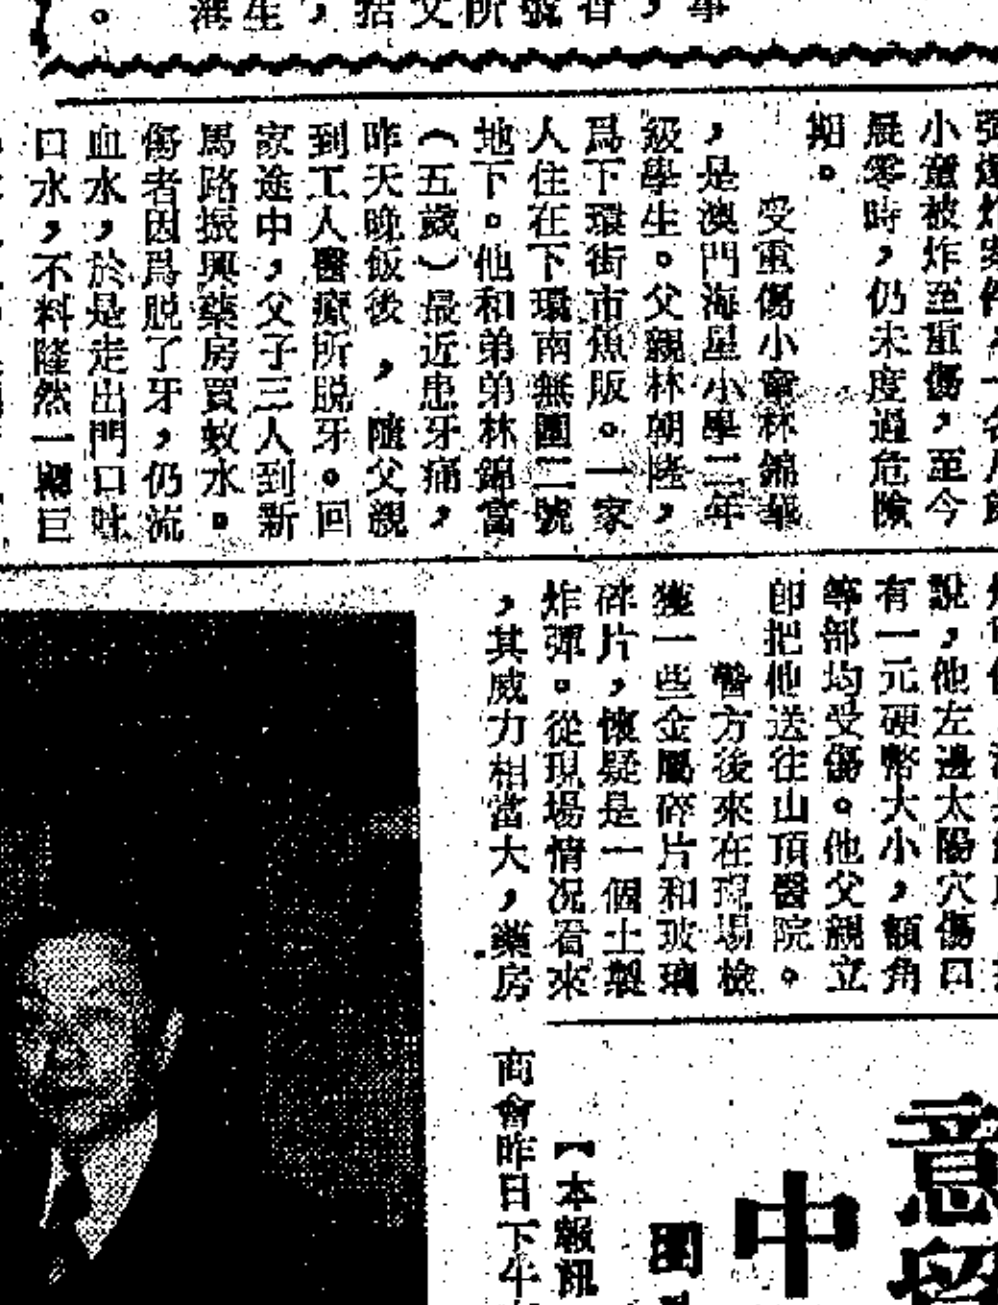 小童被炸至重傷，至今
晨零時，仍未度過危險
期。
受重傷小童林錦華
，是澳門海星小學二年
級學生。父親林朝隆，
爲下環街市魚販。一家
人住在下環南無圍二號
地下。他和弟弟林錦富
（五歲）最近患牙痛，
昨天晚飯後，隨父親
到工人醫療所脫牙。回
家途中，父子三人到新
馬路振興藥房買蚊水。
傷者因爲脫了牙，仍流
血水，於是走出門口吐
口水，不料隆然一聲巨
說，他左邊太陽穴傷口
有一元硬幣大小，額角
等部均受傷。他父親立
即把他送往山頂醫院。
警方後來在現場檢
獲一些金屬碎片和玻璃
碎片，懷疑是一個土製
炸彈。從現場情況看來
，其威力相當大，藥房
意
中
【本報訊
商會昨日下午